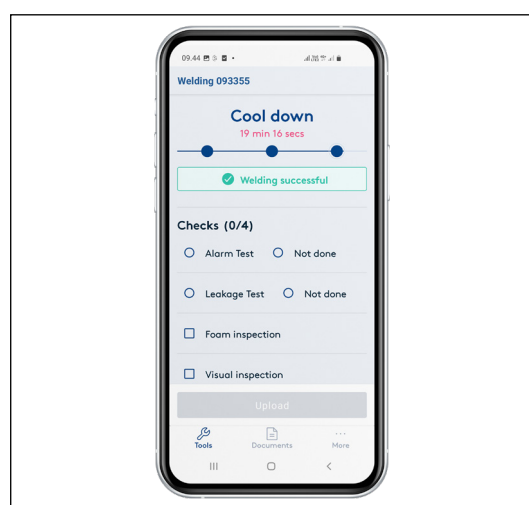 09.44
Welding 093355
Cool down
19 min 16 secs
Welding successful
Checks (0/4)
Alarm Test Not done
Leakage Test Not done
Foam inspection
Visual inspection
Upload
Tools Documents More